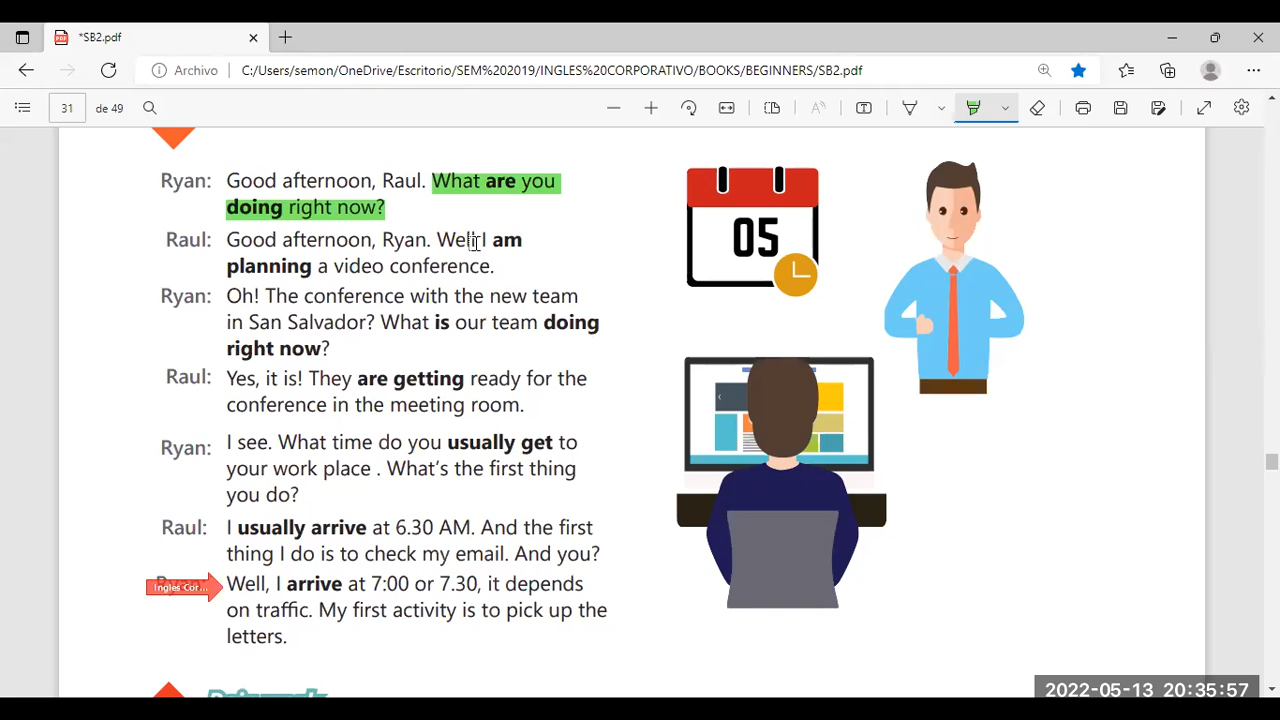 *SB2.pdf
Archivo
C:/Users/semon/OneDrive/Escritorio/SEM%202019/INGLES%20CORPORATIVO/BOOKS/BEGINNERS/SB2.pdf
31 de 49
Ryan: Good afternoon, Raul. What are you
doing right now?
Raul: Good afternoon, Ryan. Well, I am
planning a video conference.
Ryan: Oh! The conference with the new team
in San Salvador? What is our team doing
right now?
Raul: Yes, it is! They are getting ready for the
conference in the meeting room.
Ryan: I see. What time do you usually get to
your work place . What's the first thing
you do?
Raul: I usually arrive at 6.30 AM. And the first
thing I do is to check my email. And you?
Ingles Cor... Well, I arrive at 7:00 or 7.30, it depends
on traffic. My first activity is to pick up the
letters.
05
2022-05-13 20:35:57